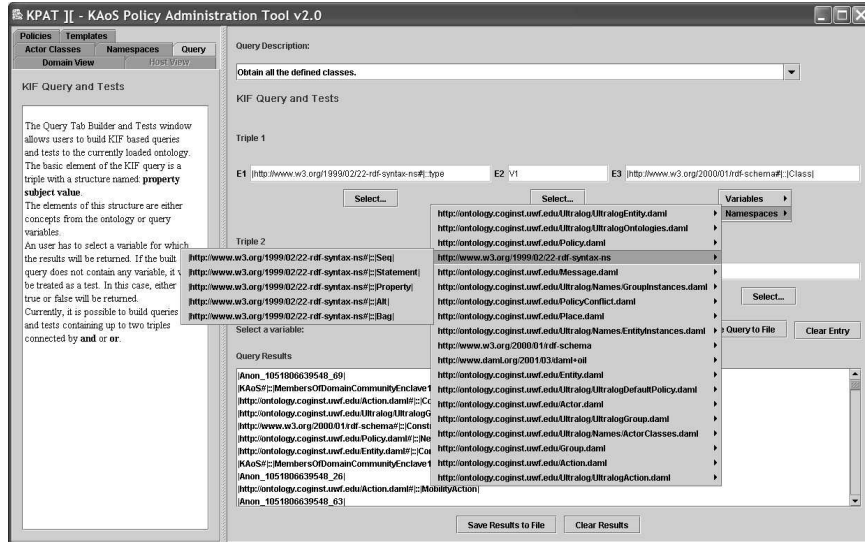 KPAT ][ - KAoS Policy Administration Tool v2.0
Policies Templates
Actor Classes Namespaces Query
Domain View Host View
KIF Query and Tests
The Query Tab Builder and Tests window
allows users to build KIF based queries
and tests to the currently loaded ontology.
The basic element of the KIF query is a
triple with a structure named: property
subject value.
The elements of this structure are either
concepts from the ontology or query
variables.
An user has to select a variable for which
the results will be returned. If the built
query does not contain any variable, it
be treated as a test. In this case, either
true or false will be returned.
Currently, it is possible to build queries
and tests containing up to two triples
connected by and or or.
Query Description:
Obtain all the defined classes.
KIF Query and Tests
Triple 1
E1 |http://www.w3.org/1999/02/22-rdf-syntax-ns#|::type E2 V1 E3 |http://www.w3.org/2000/01/rdf-schema#|::|Class|
Select... Select... Variables
Namespaces
http://ontology.coginst.uwf.edu/Ultralog/UltralogEntity.daml
http://ontology.coginst.uwf.edu/Ultralog/UltralogOntologies.daml
http://ontology.coginst.uwf.edu/Policy.daml
http://www.w3.org/1999/02/22-rdf-syntax-ns
http://ontology.coginst.uwf.edu/Message.daml
http://ontology.coginst.uwf.edu/Ultralog/Names/GroupInstances.daml
http://ontology.coginst.uwf.edu/PolicyConflict.daml
http://ontology.coginst.uwf.edu/Place.daml
http://ontology.coginst.uwf.edu/Ultralog/Names/EntityInstances.daml
http://www.w3.org/2000/01/rdf-schema
http://www.daml.org/2001/03/daml+oil
http://ontology.coginst.uwf.edu/Entity.daml
http://ontology.coginst.uwf.edu/Ultralog/UltralogDefaultPolicy.daml
http://ontology.coginst.uwf.edu/Actor.daml
http://ontology.coginst.uwf.edu/Ultralog/UltralogGroup.daml
http://ontology.coginst.uwf.edu/Ultralog/Names/ActorClasses.daml
http://ontology.coginst.uwf.edu/Group.daml
http://ontology.coginst.uwf.edu/Action.daml
http://ontology.coginst.uwf.edu/Ultralog/UltralogAction.daml
Triple 2
|http://www.w3.org/1999/02/22-rdf-syntax-ns#|::|Seq|
|http://www.w3.org/1999/02/22-rdf-syntax-ns#|::|Statement|
|http://www.w3.org/1999/02/22-rdf-syntax-ns#|::|Property|
|http://www.w3.org/1999/02/22-rdf-syntax-ns#|::|Alt|
|http://www.w3.org/1999/02/22-rdf-syntax-ns#|::|Bag|
Select...
Select a variable:
Query to File Clear Entry
Query Results
|Anon_1051806639548_69|
|KAoS#|::|MembersOfDomainCommunityEnclave1
|http://ontology.coginst.uwf.edu/Action.daml#|::|Co
|http://ontology.coginst.uwf.edu/Ultralog/UltralogG
|http://www.w3.org/2000/01/rdf-schema#|::|Const
|http://ontology.coginst.uwf.edu/Policy.daml#|::|Ne
|http://ontology.coginst.uwf.edu/Entity.daml#|::|Co
|KAoS#|::|MembersOfDomainCommunityEnclave1
|Anon_1051806639548_26|
|http://ontology.coginst.uwf.edu/Action.daml#|::|MobilityAction|
|Anon_1051806639548_63|
Save Results to File Clear Results